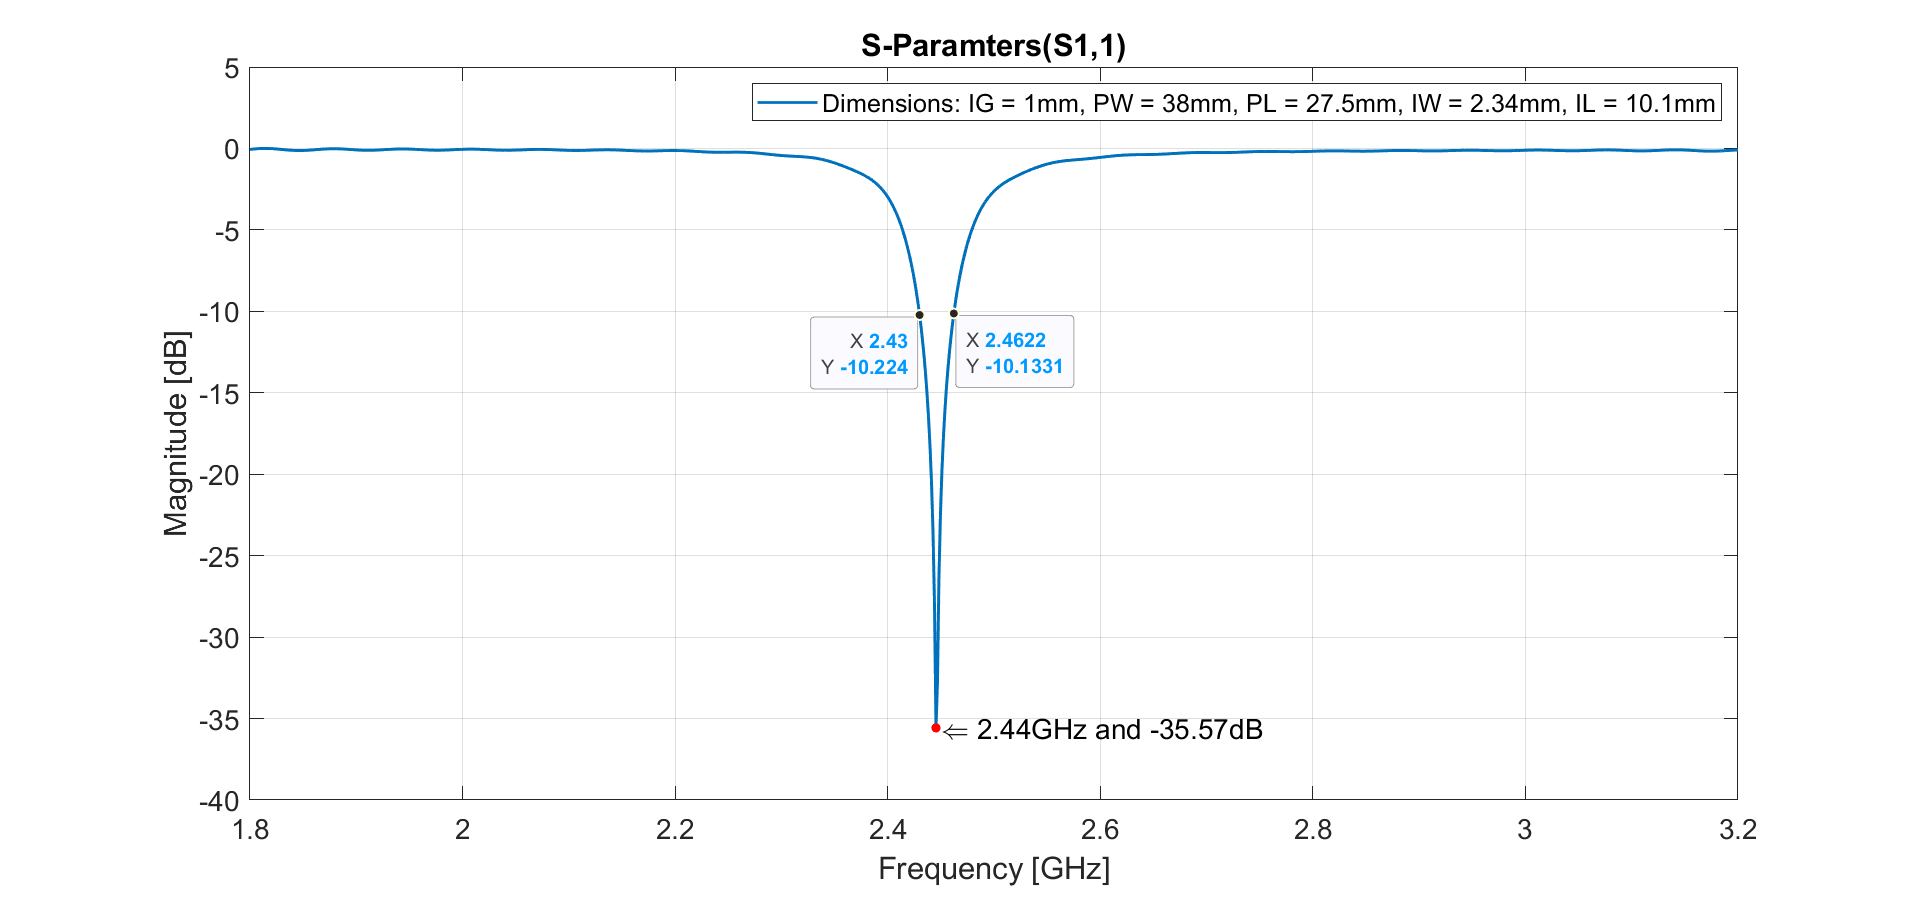 S-Paramters(S1,1)
Dimensions: IG = 1mm, PW = 38mm, PL = 27.5mm, IW = 2.34mm, IL = 10.1mm
Magnitude [dB]
5
0
-5
-10
-15
-20
-25
-30
-35
-40
X 2.43
Y -10.224
X 2.4622
Y -10.1331
⇐ 2.44GHz and -35.57dB
1.8 2 2.2 2.4 2.6 2.8 3 3.2
Frequency [GHz]